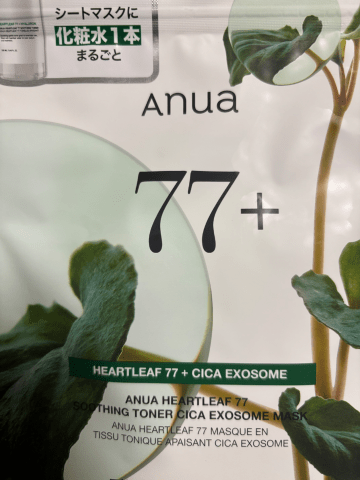 シートマスクに
化粧水1本
まるごと
Anua
77+
HEARTLEAF 77 + CICA EXOSOME
ANUA HEARTLEAF 77
SOOTHING TONER CICA EXOSOME MASK
ANUA HEARTLEAF 77 MASQUE EN
TISSU TONIQUE APAISANT CICA EXOSOME